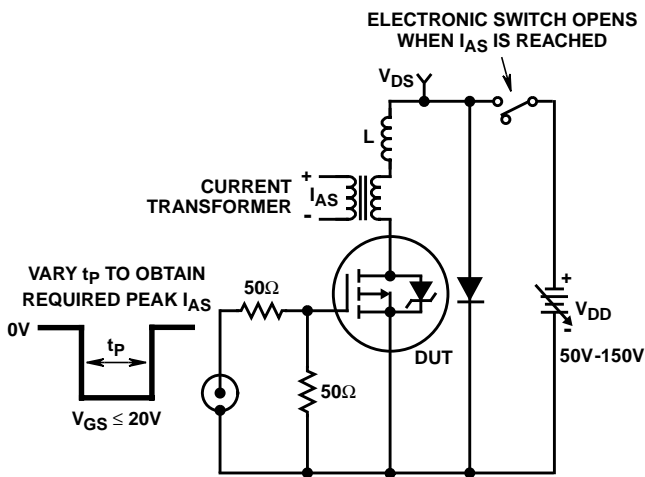 ELECTRONIC SWITCH OPENS
WHEN I_AS IS REACHED
V_DS
L
+
CURRENT
TRANSFORMER
I_AS
-
VARY t_P TO OBTAIN
REQUIRED PEAK I_AS
50Ω
0V
t_P
DUT
+
V_DD
-
50V-150V
50Ω
V_GS ≤ 20V